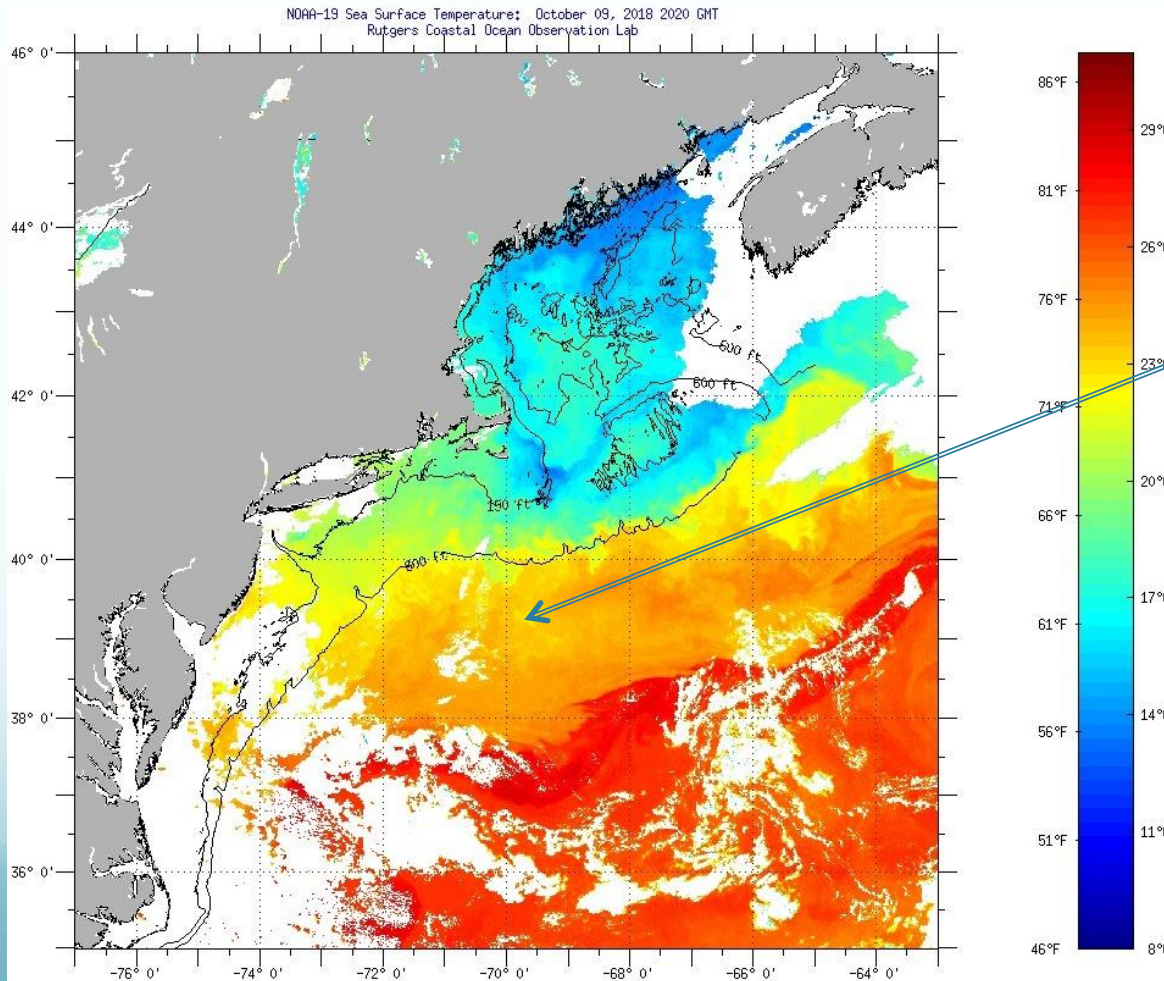 NOAA-19 Sea Surface Temperature:  October 09, 2018 2020 GMT
Rutgers Coastal Ocean Observation Lab
46° 0'
44° 0'
42° 0'
40° 0'
38° 0'
36° 0'
-76° 0'
-74° 0'
-72° 0'
-70° 0'
-68° 0'
-66° 0'
-64° 0'
600 ft
600 ft
150 ft
600 ft
86°F
81°F
76°F
71°F
66°F
61°F
56°F
51°F
46°F
29°
26°
23°
20°
17°
14°
11°
8°